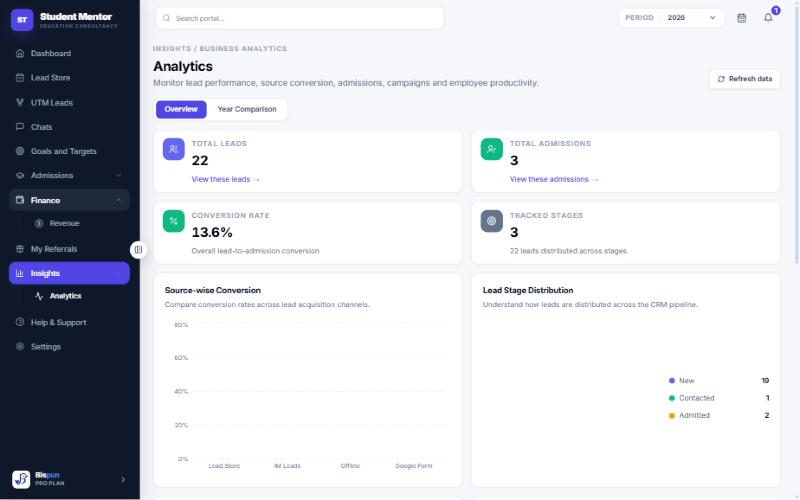 ST
Student Mentor
EDUCATION CONSULTANCY
Dashboard
Lead Store
UTM Leads
Chats
Goals and Targets
Admissions
Finance
Revenue
My Referrals
Insights
Analytics
Help & Support
Settings
Bispun
PRO PLAN
Search portal...
PERIOD 2026
1
INSIGHTS / BUSINESS ANALYTICS
Analytics
Monitor lead performance, source conversion, admissions, campaigns and employee productivity.
Refresh data
Overview Year Comparison
TOTAL LEADS
22
View these leads →
TOTAL ADMISSIONS
3
View these admissions →
CONVERSION RATE
13.6%
Overall lead-to-admission conversion
TRACKED STAGES
3
22 leads distributed across stages
Source-wise Conversion
Compare conversion rates across lead acquisition channels.
80%
60%
40%
20%
0%
Lead Store IM Leads Offline Google Form
Lead Stage Distribution
Understand how leads are distributed across the CRM pipeline.
New 19
Contacted 1
Admitted 2